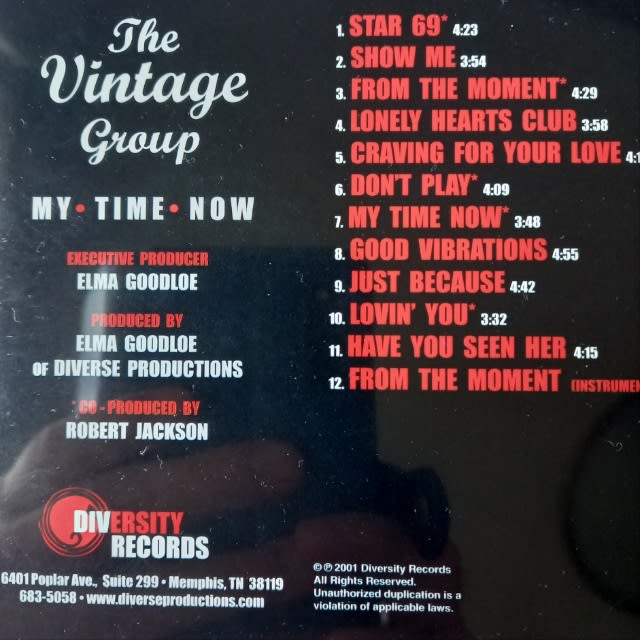 The
Vintage
Group
MY • TIME • NOW
EXECUTIVE PRODUCER
ELMA GOODLOE
PRODUCED BY
ELMA GOODLOE
OF DIVERSE PRODUCTIONS
* CO-PRODUCED BY
ROBERT JACKSON
DIVERSITY
RECORDS
6401 Poplar Ave., Suite 299 • Memphis, TN 38119
683-5058 • www.diverseproductions.com
1. STAR 69* 4:23
2. SHOW ME 3:54
3. FROM THE MOMENT* 4:29
4. LONELY HEARTS CLUB 3:58
5. CRAVING FOR YOUR LOVE
6. DON'T PLAY* 4:09
7. MY TIME NOW* 3:48
8. GOOD VIBRATIONS 4:55
9. JUST BECAUSE 4:42
10. LOVIN' YOU* 3:32
11. HAVE YOU SEEN HER 4:15
12. FROM THE MOMENT
© ℗ 2001 Diversity Records
All Rights Reserved.
Unauthorized duplication is a
violation of applicable laws.